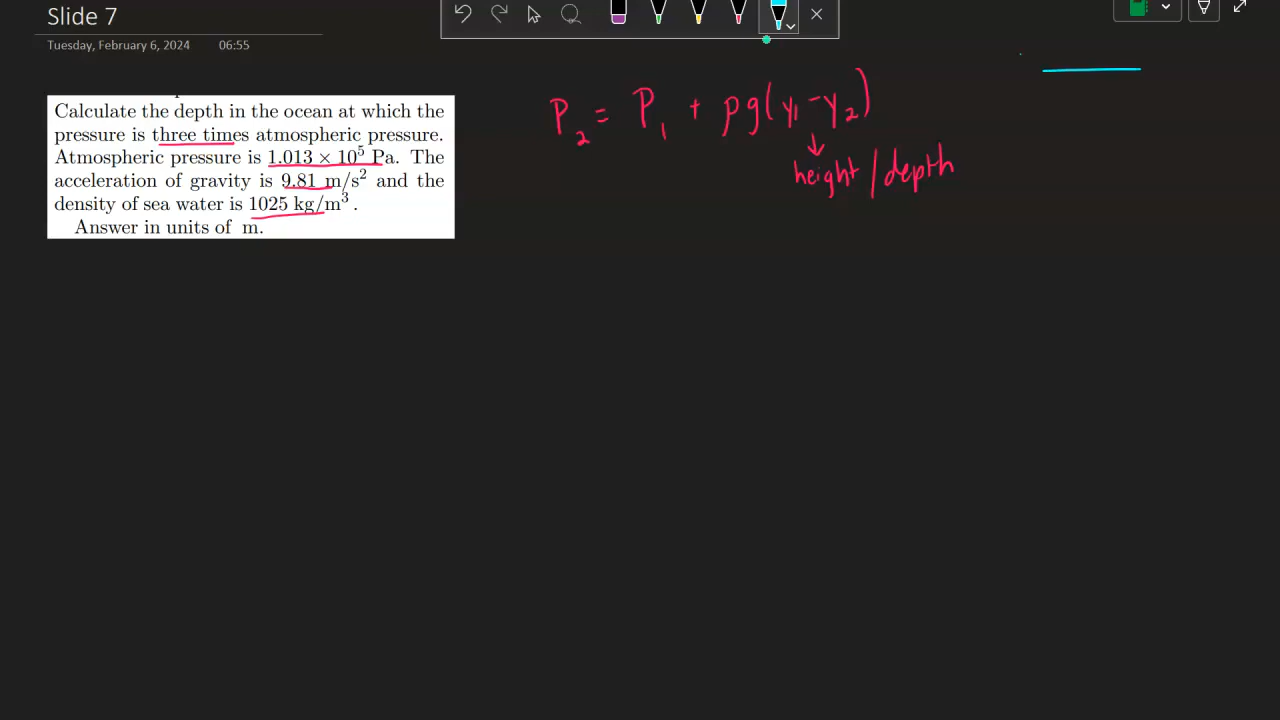 Slide 7
Tuesday, February 6, 2024 06:55
Calculate the depth in the ocean at which the
pressure is three times atmospheric pressure.
Atmospheric pressure is 1.013 × 10⁵ Pa. The
acceleration of gravity is 9.81 m/s² and the
density of sea water is 1025 kg/m³ .
Answer in units of m.
P₂ = P₁ + ρg(y₁ - y₂)
height / depth